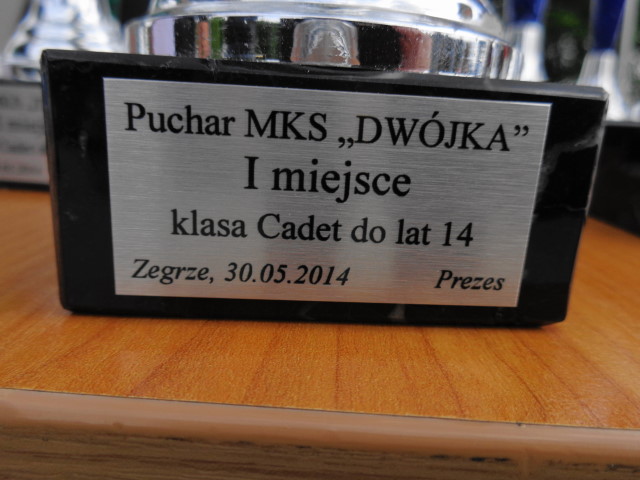 Puchar MKS „DWÓJKA”
I miejsce
klasa Cadet do lat 14
Zegrze, 30.05.2014 Prezes